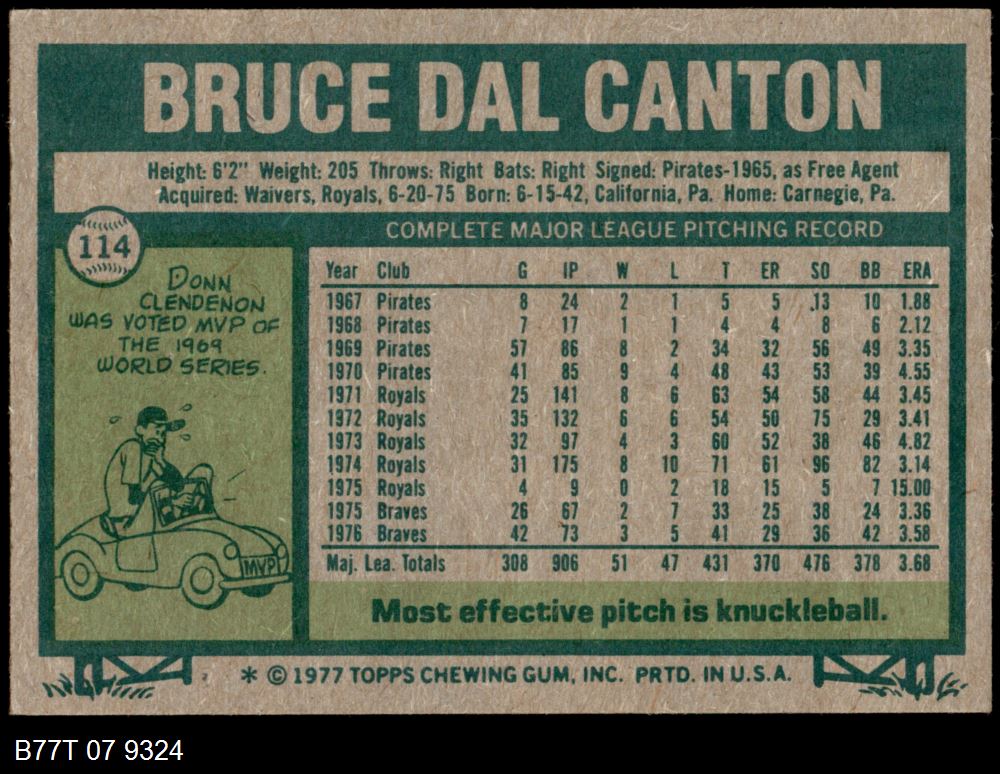 BRUCE DAL CANTON
Height: 6'2" Weight: 205 Throws: Right Bats: Right Signed: Pirates-1965, as Free Agent
Acquired: Waivers, Royals, 6-20-75 Born: 6-15-42, California, Pa. Home: Carnegie, Pa.
114
DONN
CLENDENON
WAS VOTED MVP OF
THE 1969
WORLD SERIES.
MVP
COMPLETE MAJOR LEAGUE PITCHING RECORD
Year Club G IP W L T ER SO BB ERA
1967 Pirates 8 24 2 1 5 5 13 10 1.88
1968 Pirates 7 17 1 1 4 4 8 6 2.12
1969 Pirates 57 86 8 2 34 32 56 49 3.35
1970 Pirates 41 85 9 4 48 43 53 39 4.55
1971 Royals 25 141 8 6 63 54 58 44 3.45
1972 Royals 35 132 6 6 54 50 75 29 3.41
1973 Royals 32 97 4 3 60 52 38 46 4.82
1974 Royals 31 175 8 10 71 61 96 82 3.14
1975 Royals 4 9 0 2 18 15 5 7 15.00
1975 Braves 26 67 2 7 33 25 38 24 3.36
1976 Braves 42 73 3 5 41 29 36 42 3.58
Maj. Lea. Totals 308 906 51 47 431 370 476 378 3.68
Most effective pitch is knuckleball.
* © 1977 TOPPS CHEWING GUM, INC. PRTD. IN U.S.A.
B77T 07 9324